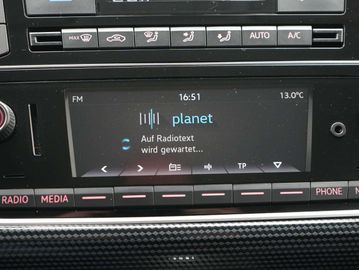 MAX
AUTO
A/C
FM
16:51
13.0°C
planet
Auf Radiotext
wird gewartet...
TP
RADIO
MEDIA
PHONE